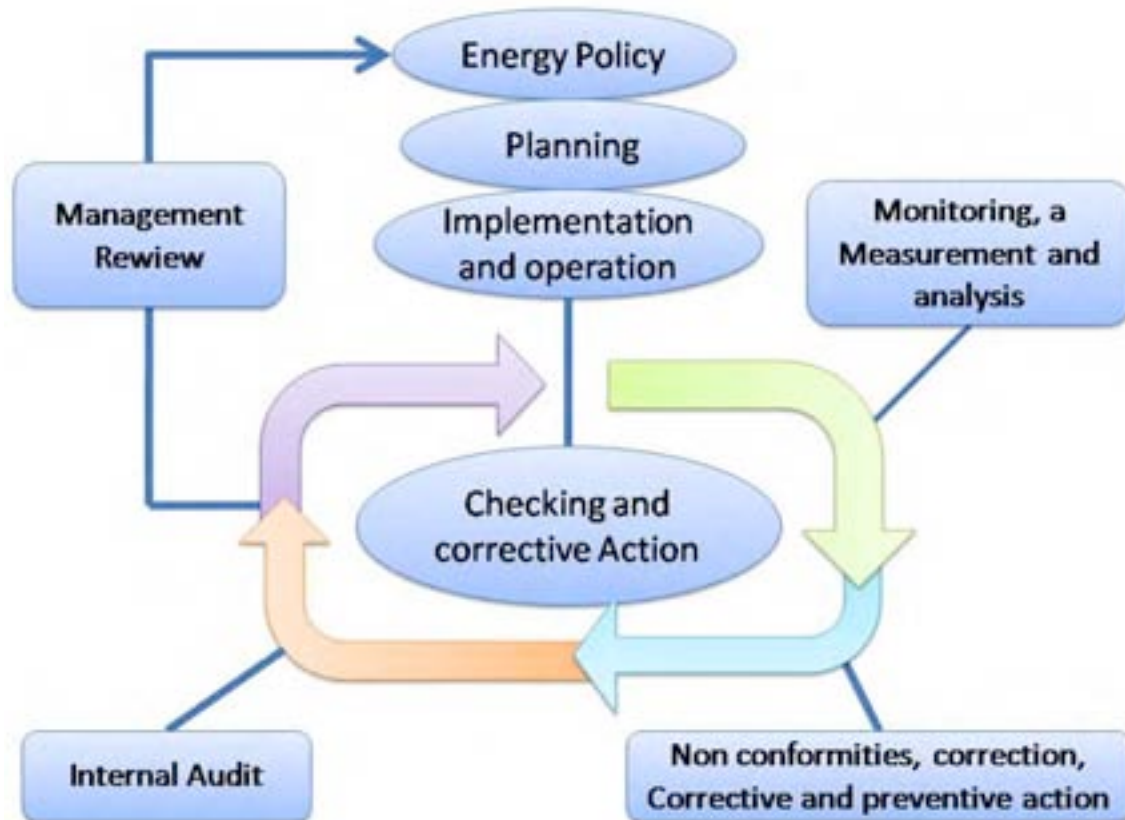 Energy Policy
Planning
Implementation
and operation
Management
Rewiew
Monitoring, a
Measurement and
analysis
Checking and
corrective Action
Internal Audit
Non conformities, correction,
Corrective and preventive action